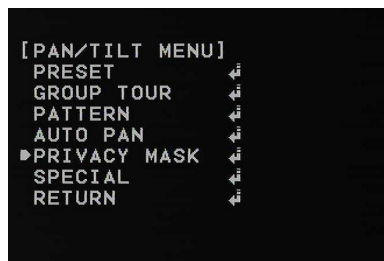 [PAN/TILT MENU]
PRESET ↲
GROUP TOUR ↲
PATTERN ↲
AUTO PAN ↲
▶PRIVACY MASK ↲
SPECIAL ↲
RETURN ↲